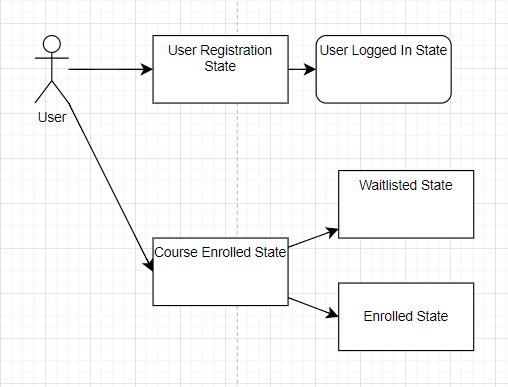 User Registration
State
User Logged In State
User
Waitlisted State
Course Enrolled State
Enrolled State